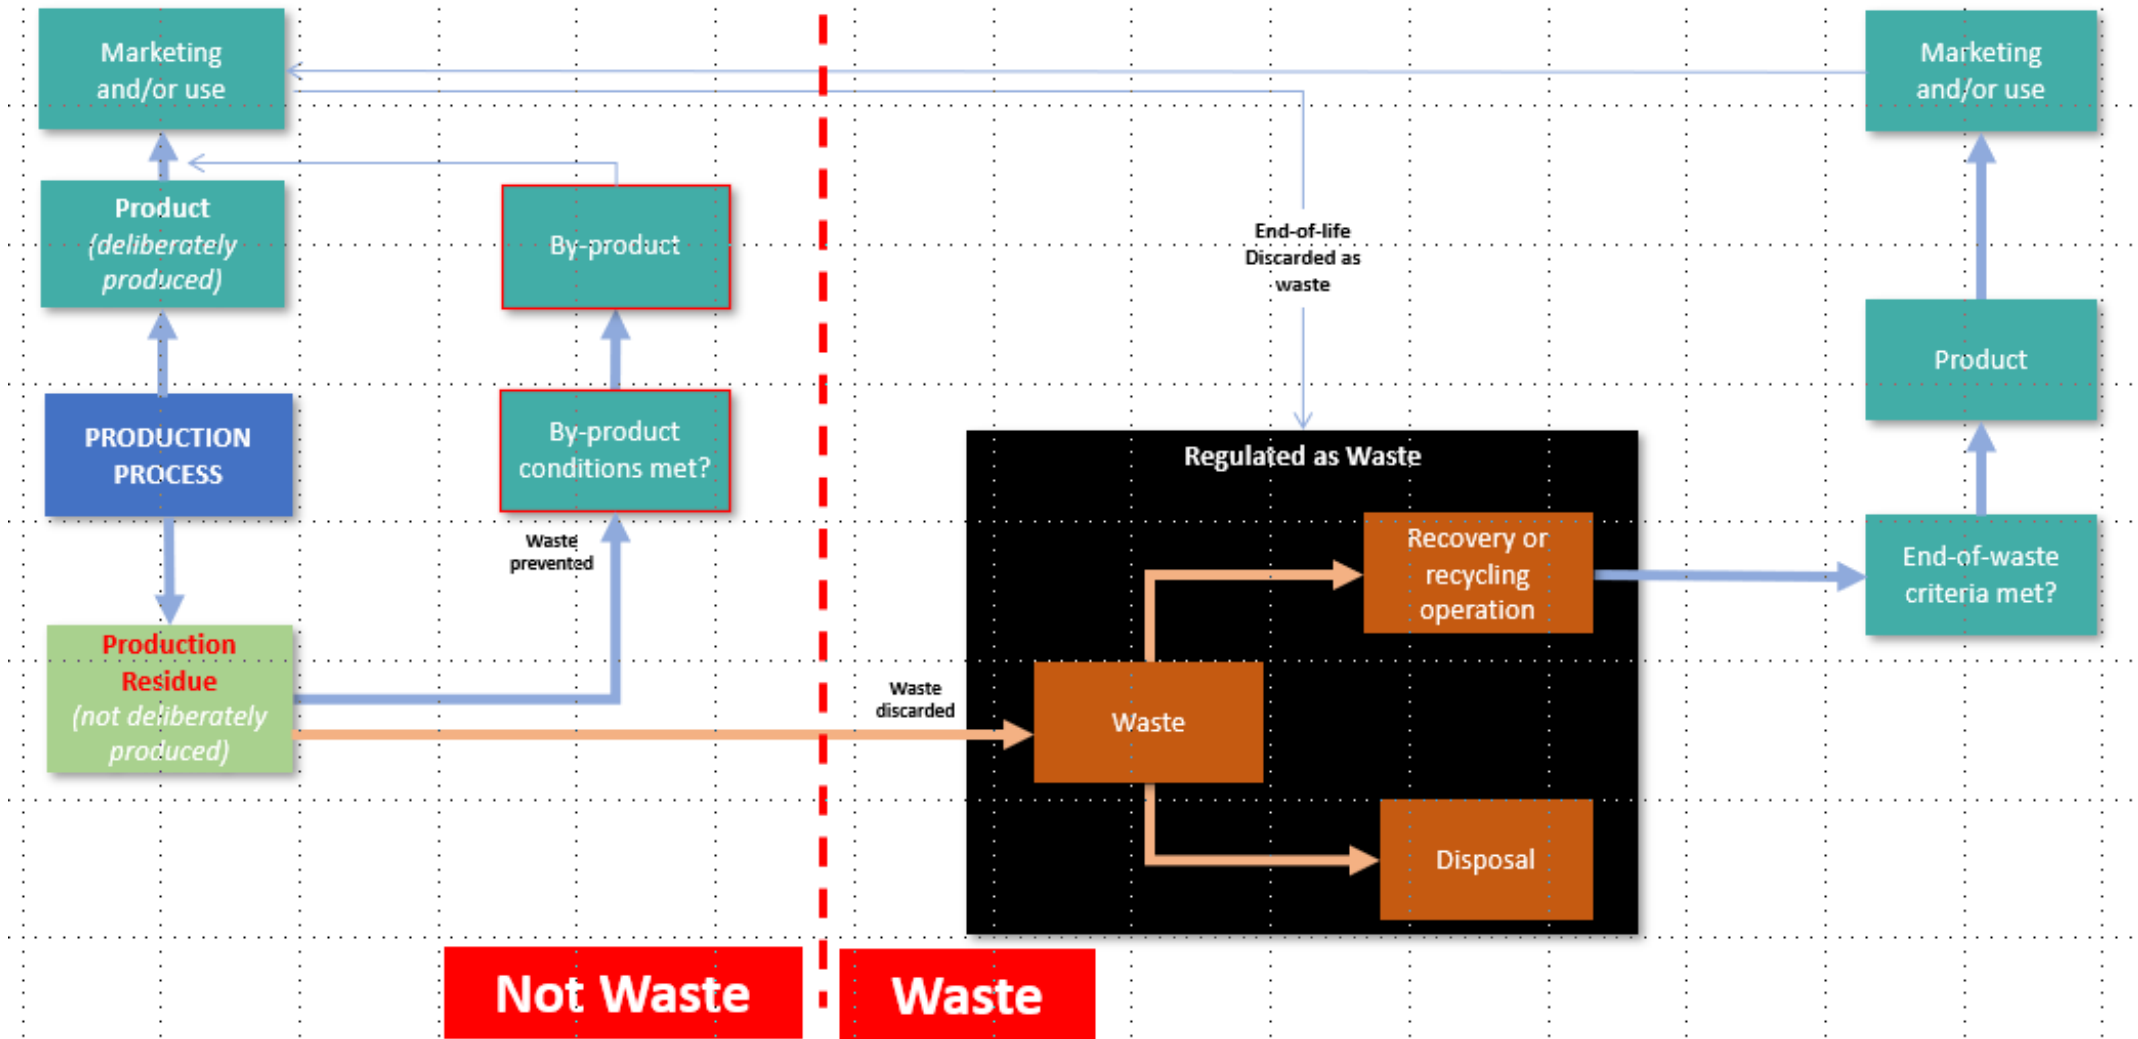 Marketing
and/or use
Product
(deliberately
produced)
PRODUCTION
PROCESS
Production
Residue
(not deliberately
produced)
By-product
By-product
conditions met?
Waste
prevented
Waste
discarded
End-of-life
Discarded as
waste
Regulated as Waste
Recovery or
recycling
operation
Waste
Disposal
Marketing
and/or use
Product
End-of-waste
criteria met?
Not Waste
Waste